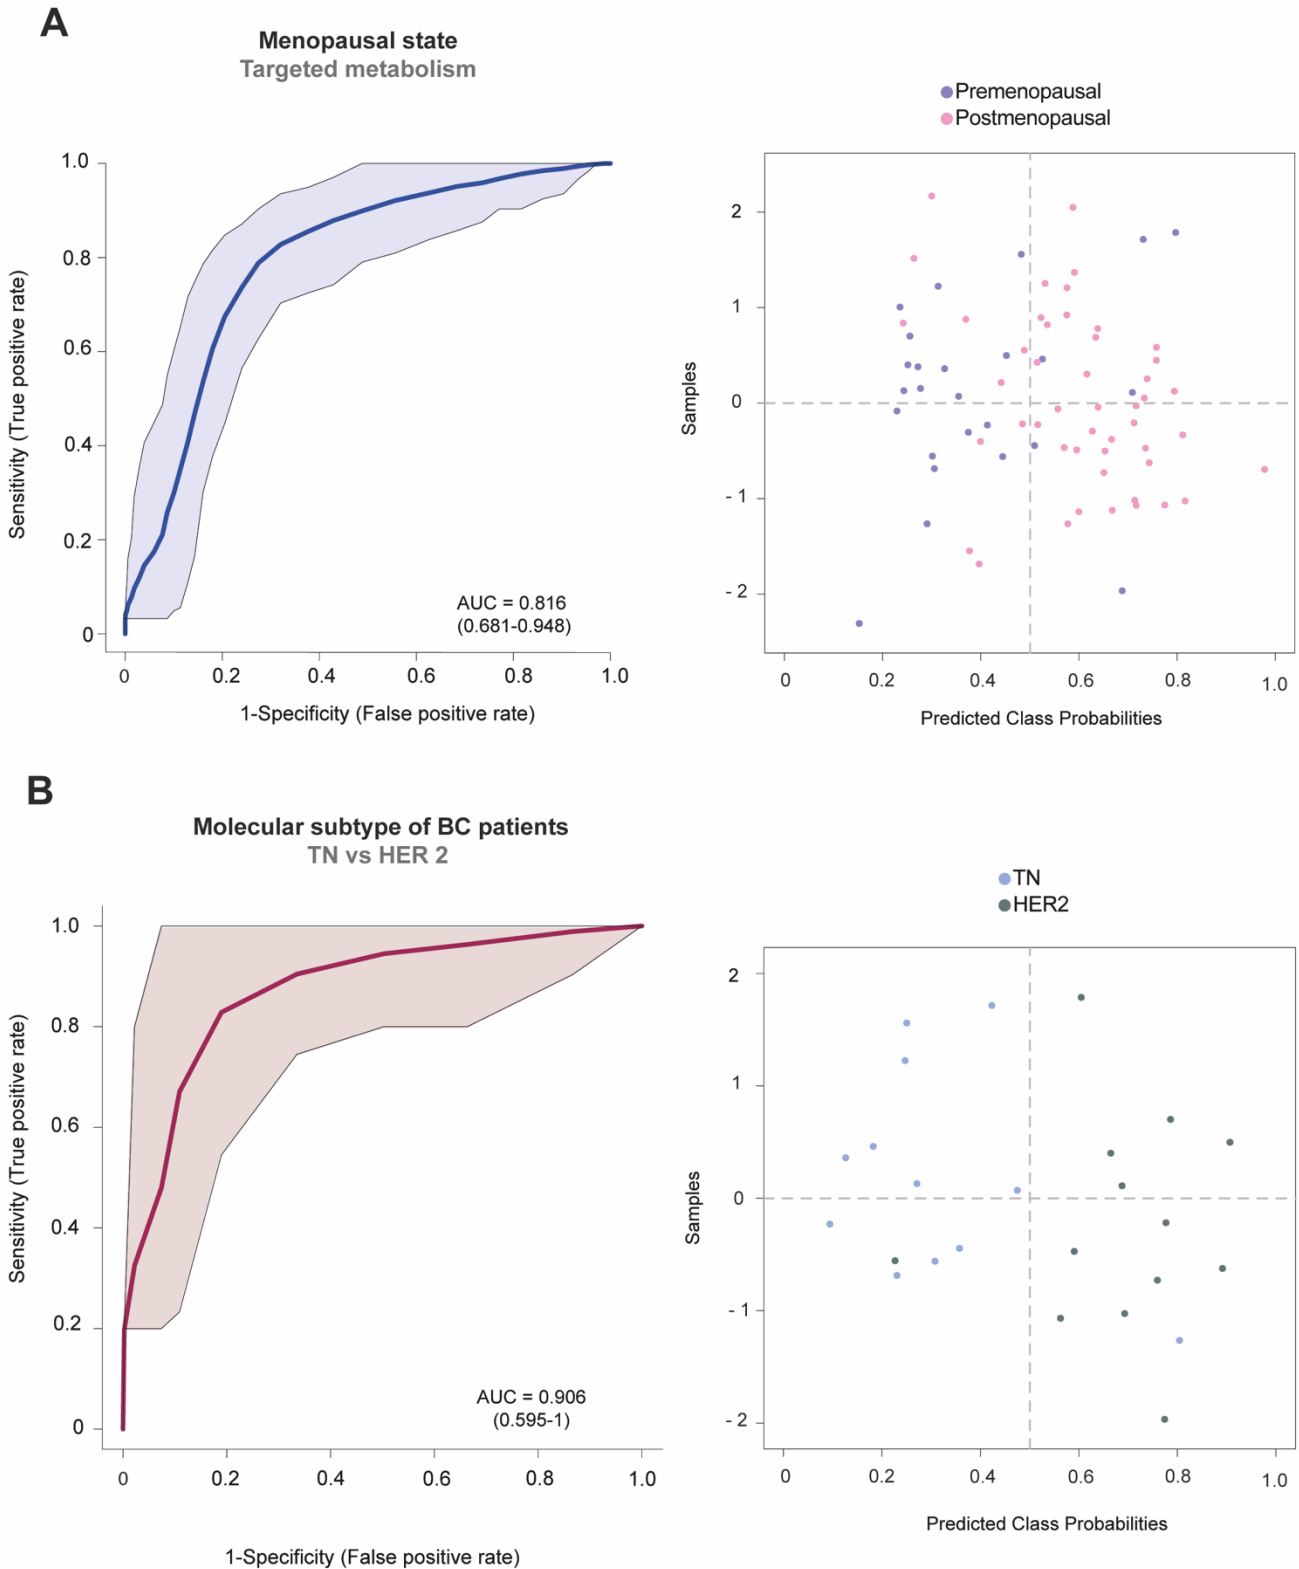 A
Menopausal state
Targeted metabolism
Premenopausal
Postmenopausal
1.0
0.8
0.6
0.4
0.2
0
Sensitivity (True positive rate)
AUC = 0.816
(0.681-0.948)
0 0.2 0.4 0.6 0.8 1.0
1-Specificity (False positive rate)
2
1
0
- 1
- 2
Samples
0 0.2 0.4 0.6 0.8 1.0
Predicted Class Probabilities
B
Molecular subtype of BC patients
TN vs HER 2
TN
HER2
1.0
0.8
0.6
0.4
0.2
0
Sensitivity (True positive rate)
AUC = 0.906
(0.595-1)
0 0.2 0.4 0.6 0.8 1.0
1-Specificity (False positive rate)
2
1
0
- 1
- 2
Samples
0 0.2 0.4 0.6 0.8 1.0
Predicted Class Probabilities